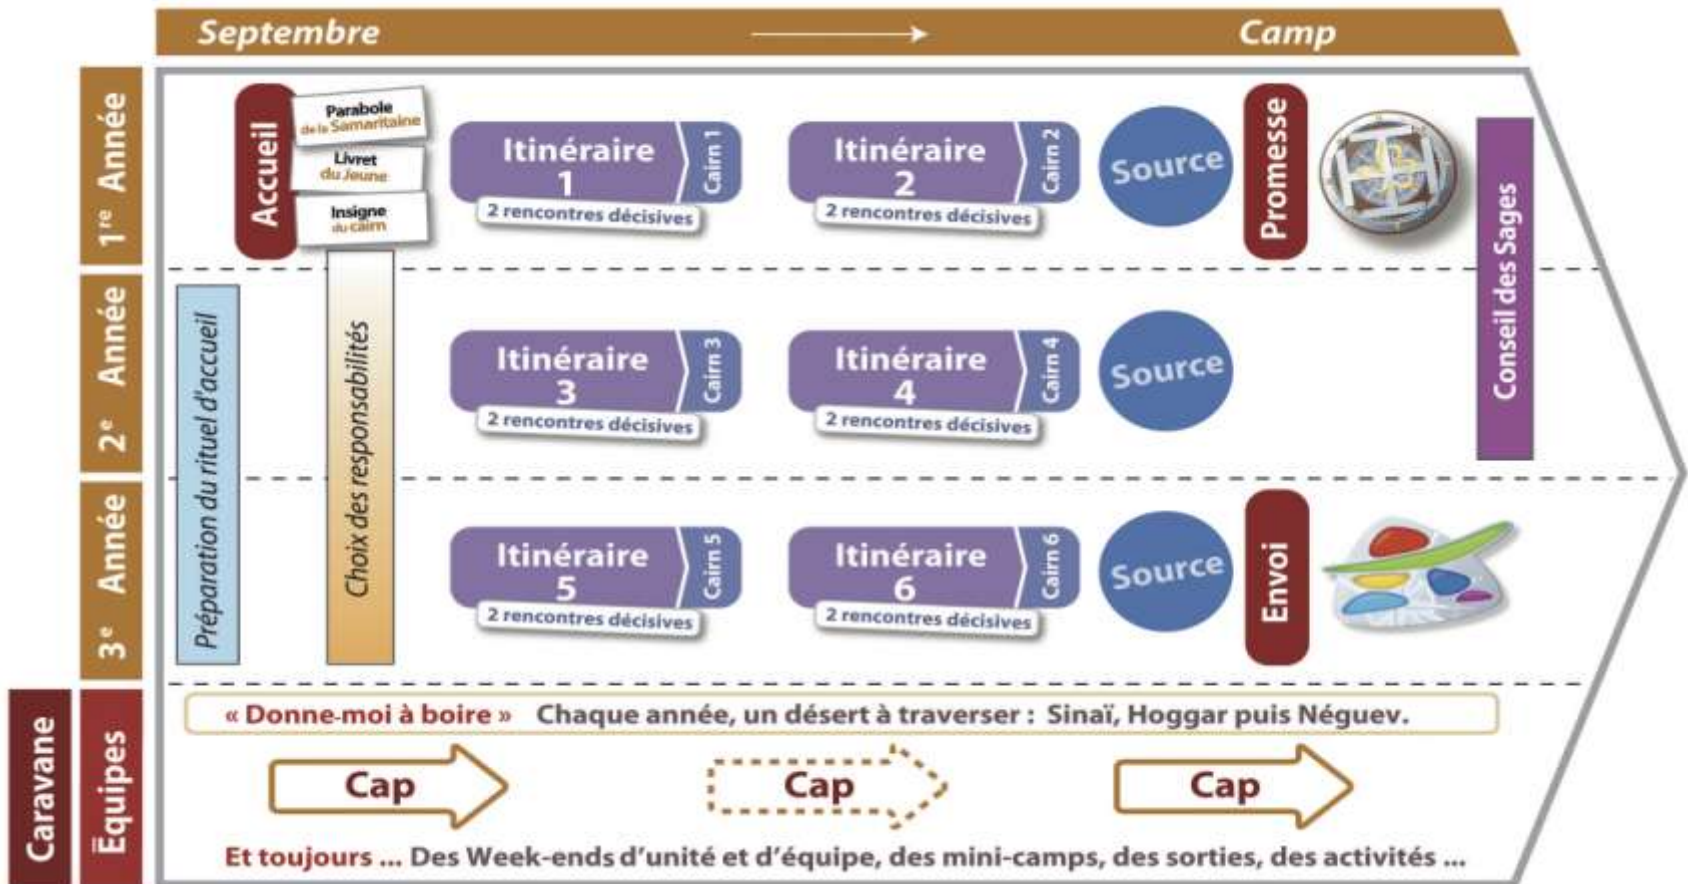 Septembre
Camp
1re Année
Accueil
Parabole
de la Samaritaine
Livret
du Jeune
Insigne
du cairn
Itinéraire
1
Cairn 1
2 rencontres décisives
Itinéraire
2
Cairn 2
2 rencontres décisives
Source
Promesse
Conseil des Sages
2e Année
Préparation du rituel d'accueil
Choix des responsabilités
Itinéraire
3
Cairn 3
2 rencontres décisives
Itinéraire
4
Cairn 4
2 rencontres décisives
Source
3e Année
Itinéraire
5
Cairn 5
2 rencontres décisives
Itinéraire
6
Cairn 6
2 rencontres décisives
Source
Envoi
Caravane
Équipes
« Donne-moi à boire » Chaque année, un désert à traverser : Sinaï, Hoggar puis Néguev.
Cap
Cap
Cap
Et toujours ... Des Week-ends d'unité et d'équipe, des mini-camps, des sorties, des activités ...